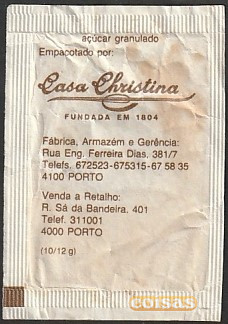 açúcar granulado
Empacotado por:
Casa Christina
FUNDADA EM 1804
Fábrica, Armazém e Gerência:
Rua Eng. Ferreira Dias, 381/7
Telefs. 672523-675315-67 58 35
4100 PORTO
Venda a Retalho:
R. Sá da Bandeira, 401
Telef. 311001
4000 PORTO
(10/12 g)
corsas